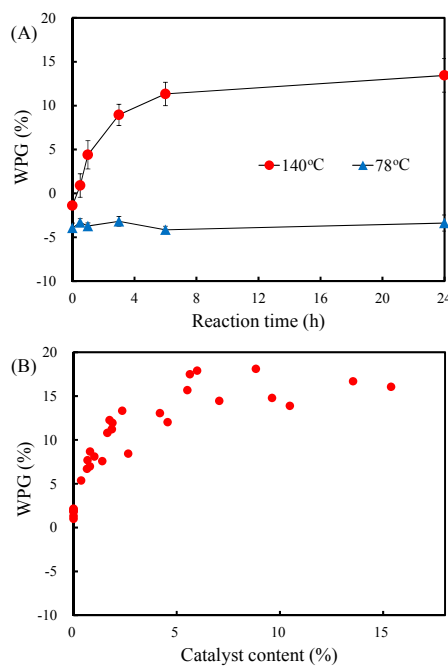 (A)
20
15
10
5
0
-5
-10
WPG (%)
140°C 78°C
0 4 8 12 16 20 24
Reaction time (h)
(B)
20
15
10
5
0
-5
-10
WPG (%)
0 5 10 15
Catalyst content (%)